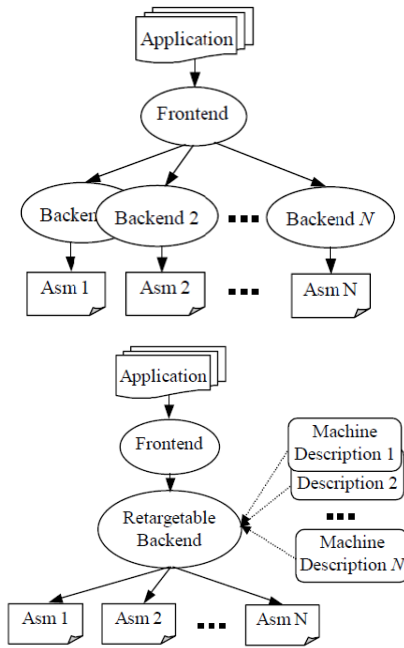 Application
Frontend
Backen
Backend 2
Backend N
Asm 1
Asm 2
Asm N
Application
Frontend
Machine
Description 1
Description 2
Retargetable
Backend
Machine
Description N
Asm 1
Asm 2
Asm N